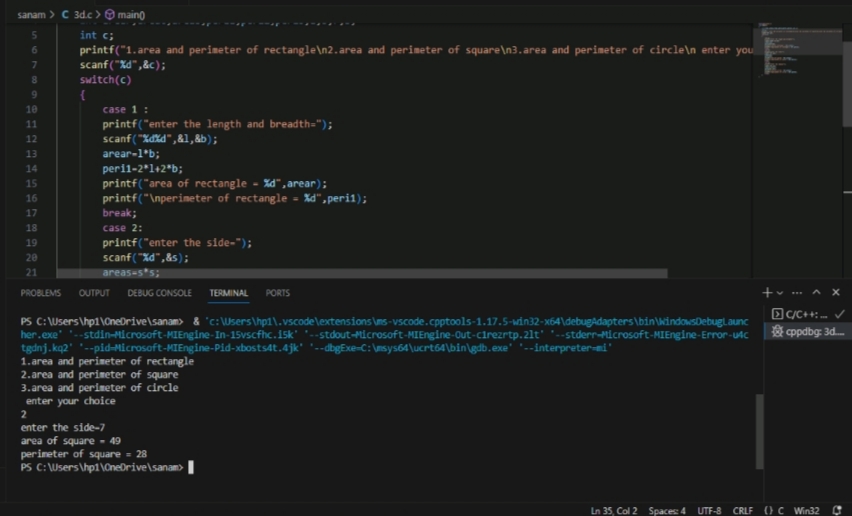 sanam > C 3d.c > main()
5 int c;
6 printf("1.area and perimeter of rectangle\n2.area and perimeter of square\n3.area and perimeter of circle\n enter you
7 scanf("%d",&c);
8 switch(c)
9 {
10 case 1 :
11 printf("enter the length and breadth=");
12 scanf("%d%d",&l,&b);
13 arear=l*b;
14 peri1=2*l+2*b;
15 printf("area of rectangle = %d",arear);
16 printf("\nperimeter of rectangle = %d",peri1);
17 break;
18 case 2:
19 printf("enter the side=");
20 scanf("%d",&s);
21 areas=s*s;
PROBLEMS OUTPUT DEBUG CONSOLE TERMINAL PORTS
C/C++: ...
cppdbg: 3d...
PS C:\Users\hp1\OneDrive\sanam> & 'c:\Users\hp1\.vscode\extensions\ms-vscode.cpptools-1.17.5-win32-x64\debugAdapters\bin\WindowsDebugLaunc
her.exe' '--stdin=Microsoft-MIEngine-In-15vscfhc.i5k' '--stdout=Microsoft-MIEngine-Out-c1rezrtp.2lt' '--stderr=Microsoft-MIEngine-Error-u4c
tgdnj.kq2' '--pid=Microsoft-MIEngine-Pid-xbosts4t.4jk' '--dbgExe=C:\msys64\ucrt64\bin\gdb.exe' '--interpreter=mi'
1.area and perimeter of rectangle
2.area and perimeter of square
3.area and perimeter of circle
enter your choice
2
enter the side=7
area of square = 49
perimeter of square = 28
PS C:\Users\hp1\OneDrive\sanam>
Ln 35, Col 2 Spaces: 4 UTF-8 CRLF {} C Win32